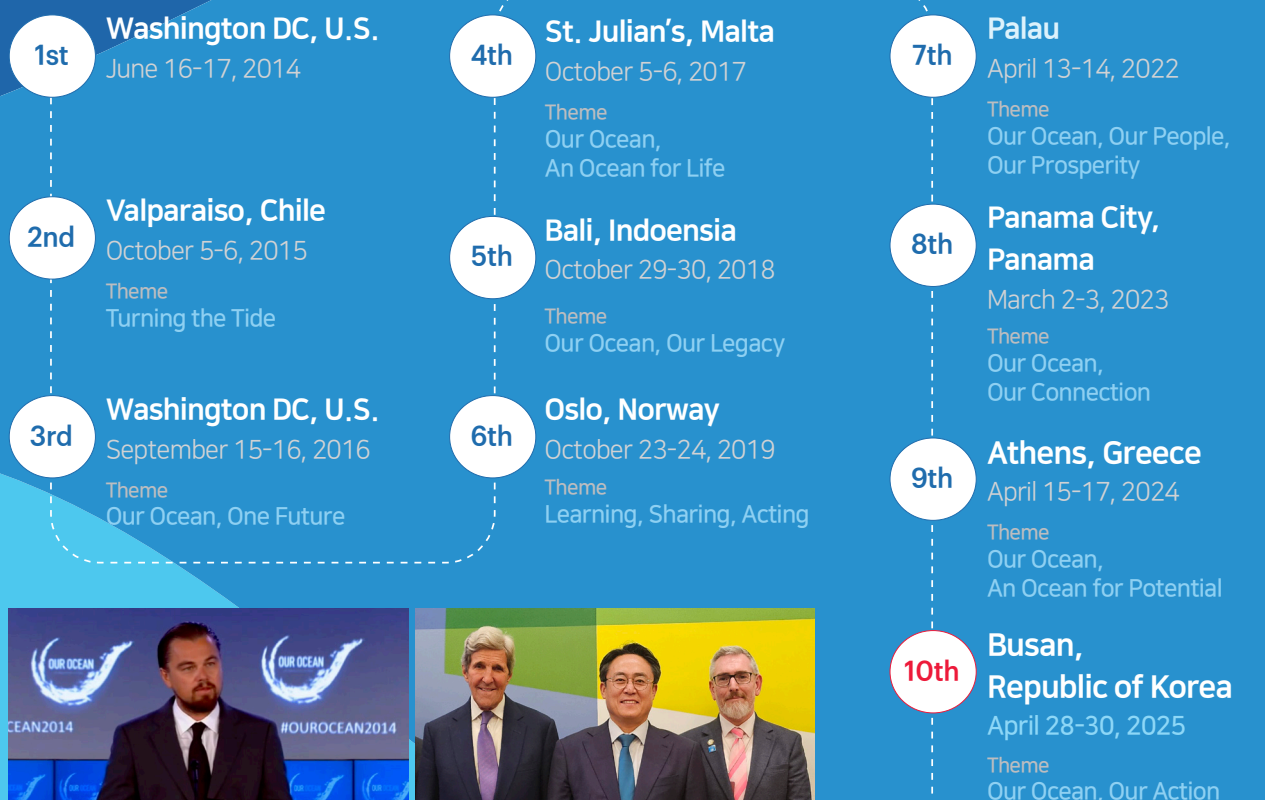 1st
Washington DC, U.S.
June 16-17, 2014
2nd
Valparaiso, Chile
October 5-6, 2015
Theme
Turning the Tide
3rd
Washington DC, U.S.
September 15-16, 2016
Theme
Our Ocean, One Future
4th
St. Julian's, Malta
October 5-6, 2017
Theme
Our Ocean,
An Ocean for Life
5th
Bali, Indoensia
October 29-30, 2018
Theme
Our Ocean, Our Legacy
6th
Oslo, Norway
October 23-24, 2019
Theme
Learning, Sharing, Acting
7th
Palau
April 13-14, 2022
Theme
Our Ocean, Our People,
Our Prosperity
8th
Panama City,
Panama
March 2-3, 2023
Theme
Our Ocean,
Our Connection
9th
Athens, Greece
April 15-17, 2024
Theme
Our Ocean,
An Ocean for Potential
10th
Busan,
Republic of Korea
April 28-30, 2025
Theme
Our Ocean, Our Action
OUR OCEAN
OUR OCEAN
CEAN2014
#OUROCEAN2014